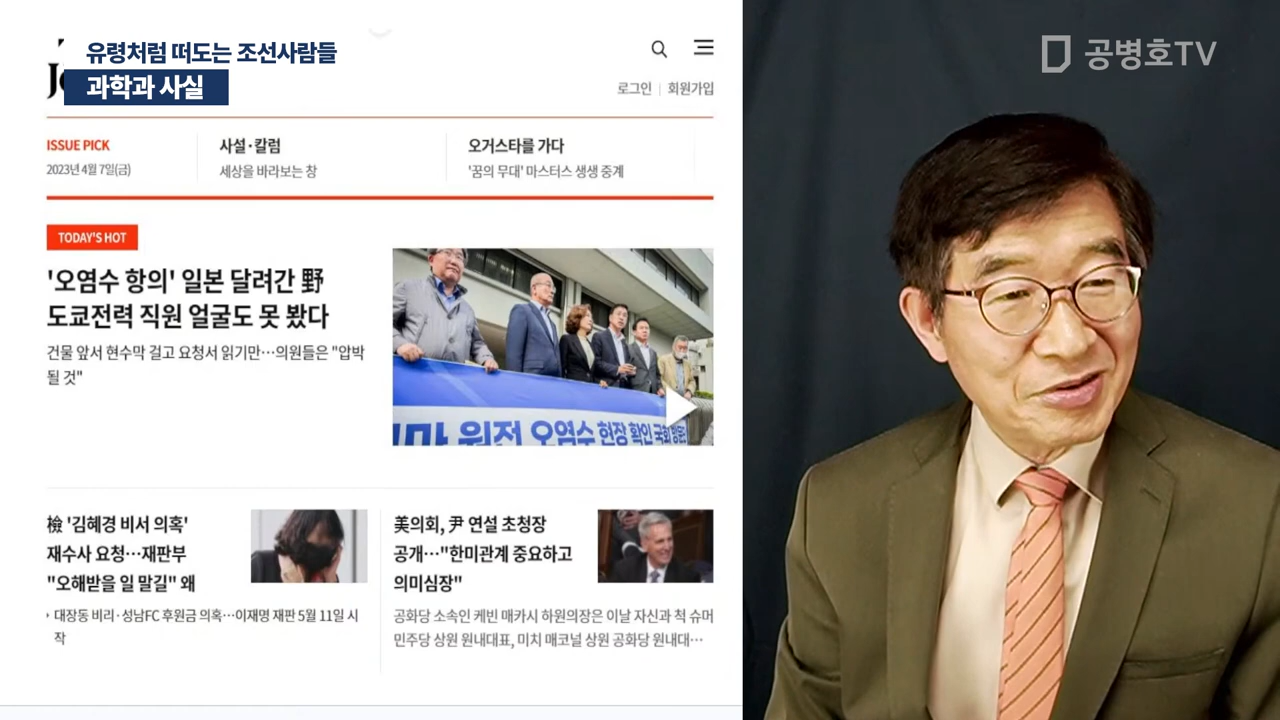 유령처럼 떠도는 조선사람들
과학과 사실
공병호TV
로그인 | 회원가입
ISSUE PICK
2023년 4월 7일(금)
사설·칼럼
세상을 바라보는 창
오거스타를 가다
'꿈의 무대' 마스터스 생생 중계
TODAY'S HOT
'오염수 항의' 일본 달려간 野
도쿄전력 직원 얼굴도 못 봤다
건물 앞서 현수막 걸고 요청서 읽기만…의원들은 "압박
될 것"
원전 오염수 현장 확인 국회
檢 '김혜경 비서 의혹'
재수사 요청…재판부
"오해받을 일 말길" 왜
대장동 비리·성남FC 후원금 의혹…이재명 재판 5월 11일 시
작
美의회, 尹 연설 초청장
공개…"한미관계 중요하고
의미심장"
공화당 소속인 케빈 매카시 하원의장은 이날 자신과 척 슈머
민주당 상원 원내대표, 미치 매코널 상원 공화당 원내대…